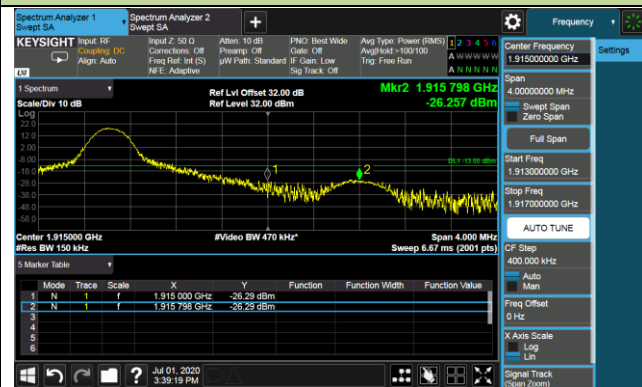 Spectrum Analyzer 1
Swept SA
Spectrum Analyzer 2
Swept SA
+
Frequency
KEYSIGHT
Input: RF
Coupling: DC
Align: Auto
Input Z: 50 Ω
Corrections: Off
Freq Ref: Int (S)
NFE: Adaptive
Atten: 10 dB
Preamp: Off
µW Path: Standard
PNO: Best Wide
Gate: Off
IF Gain: Low
Sig Track: Off
Avg Type: Power (RMS)
Avg|Hold:>100/100
Trig: Free Run
1 2 3 4 5 6
A W W W W W
A N N N N N
LXI
1 Spectrum
Scale/Div 10 dB
Ref Lvl Offset 32.00 dB
Ref Level 32.00 dBm
Mkr2 1.915 798 GHz
-26.257 dBm
Log
22.0
12.0
2.00
-8.00
-18.0
-28.0
-38.0
-48.0
-58.0
DL1 -13.00 dBm
1
2
Center 1.915000 GHz
#Res BW 150 kHz
#Video BW 470 kHz*
Span 4.000 MHz
Sweep 6.67 ms (2001 pts)
5 Marker Table
Mode Trace Scale X Y Function Function Width Function Value
1 N 1 f 1.915 000 GHz -26.29 dBm
2 N 1 f 1.915 798 GHz -26.29 dBm
3
4
5
6
Jul 01, 2020
3:39:19 PM
Center Frequency
1.915000000 GHz
Settings
Span
4.00000000 MHz
Swept Span
Zero Span
Full Span
Start Freq
1.913000000 GHz
Stop Freq
1.917000000 GHz
AUTO TUNE
CF Step
400.000 kHz
Auto
Man
Freq Offset
0 Hz
X Axis Scale
Log
Lin
Signal Track
(Span Zoom)